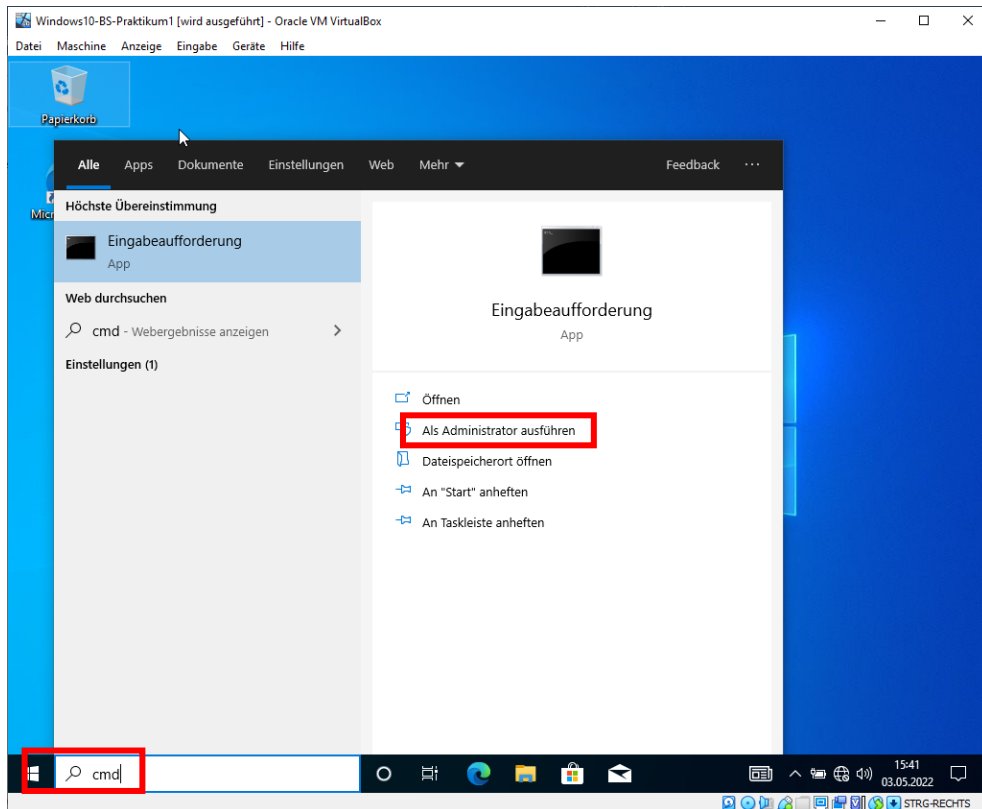 Windows10-BS-Praktikum1 [wird ausgeführt] - Oracle VM VirtualBox
Datei Maschine Anzeige Eingabe Geräte Hilfe
Papierkorb
Alle Apps Dokumente Einstellungen Web Mehr Feedback ...
Micr
Höchste Übereinstimmung
Eingabeaufforderung
App
Web durchsuchen
cmd - Webergebnisse anzeigen
Einstellungen (1)
Eingabeaufforderung
App
Öffnen
Als Administrator ausführen
Dateispeicherort öffnen
An "Start" anheften
An Taskleiste anheften
cmd
15:41
03.05.2022
STRG-RECHTS